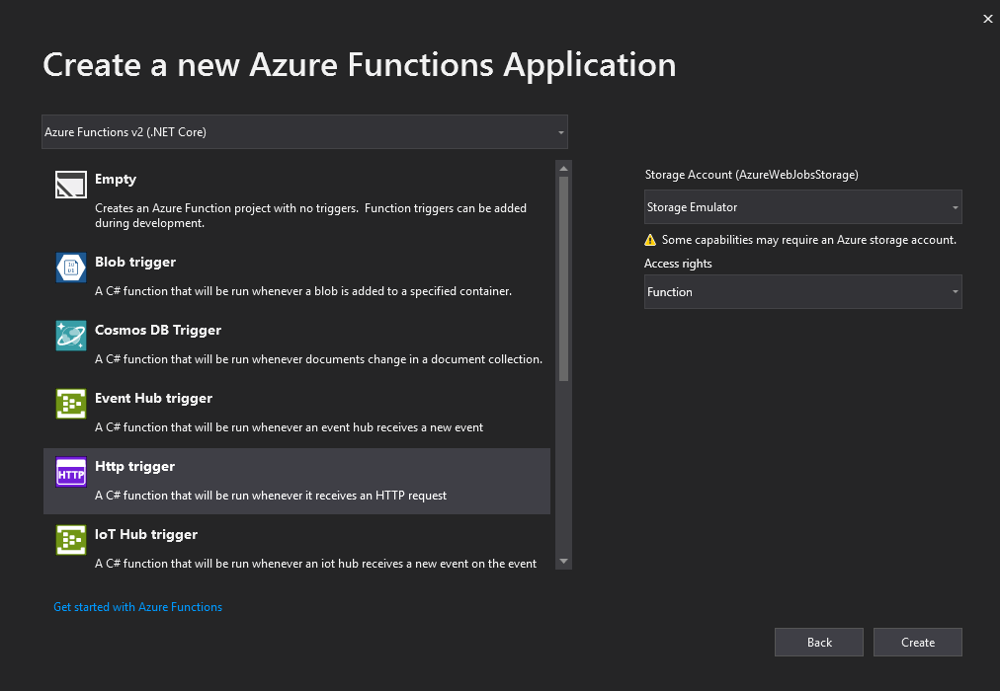 Create a new Azure Functions Application
Azure Functions v2 (.NET Core)
Empty
Creates an Azure Function project with no triggers.  Function triggers can be added
during development.
Blob trigger
A C# function that will be run whenever a blob is added to a specified container.
Cosmos DB Trigger
A C# function that will be run whenever documents change in a document collection.
Event Hub trigger
A C# function that will be run whenever an event hub receives a new event
HTTP
Http trigger
A C# function that will be run whenever it receives an HTTP request
IoT Hub trigger
A C# function that will be run whenever an iot hub receives a new event on the event
Get started with Azure Functions
Storage Account (AzureWebJobsStorage)
Storage Emulator
Some capabilities may require an Azure storage account.
Access rights
Function
Back
Create